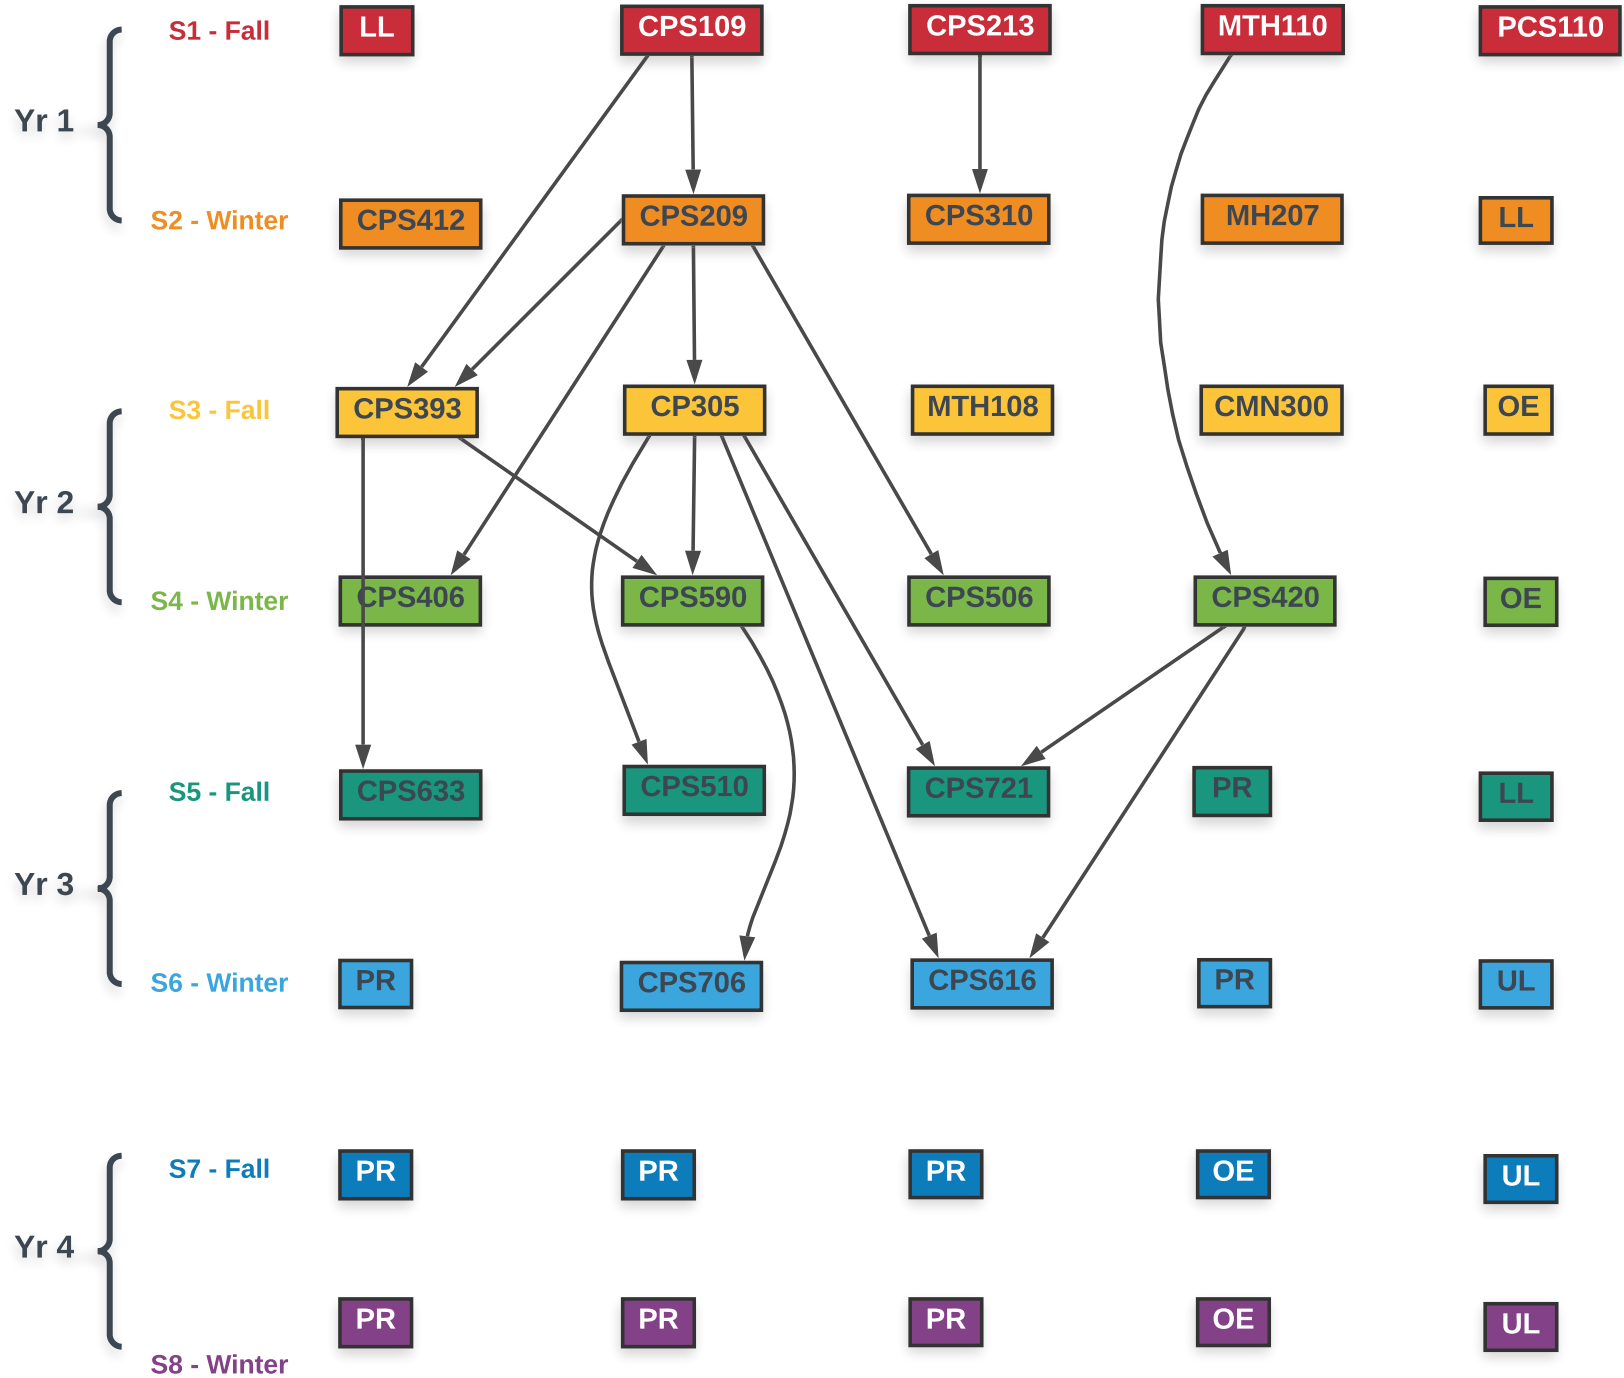 S1 - Fall
LL
CPS109
CPS213
MTH110
PCS110
Yr 1
S2 - Winter
CPS412
CPS209
CPS310
MH207
LL
S3 - Fall
CPS393
CP305
MTH108
CMN300
OE
Yr 2
S4 - Winter
CPS406
CPS590
CPS506
CPS420
OE
S5 - Fall
CPS633
CPS510
CPS721
PR
LL
Yr 3
S6 - Winter
PR
CPS706
CPS616
PR
UL
S7 - Fall
PR
PR
PR
OE
UL
Yr 4
S8 - Winter
PR
PR
PR
OE
UL